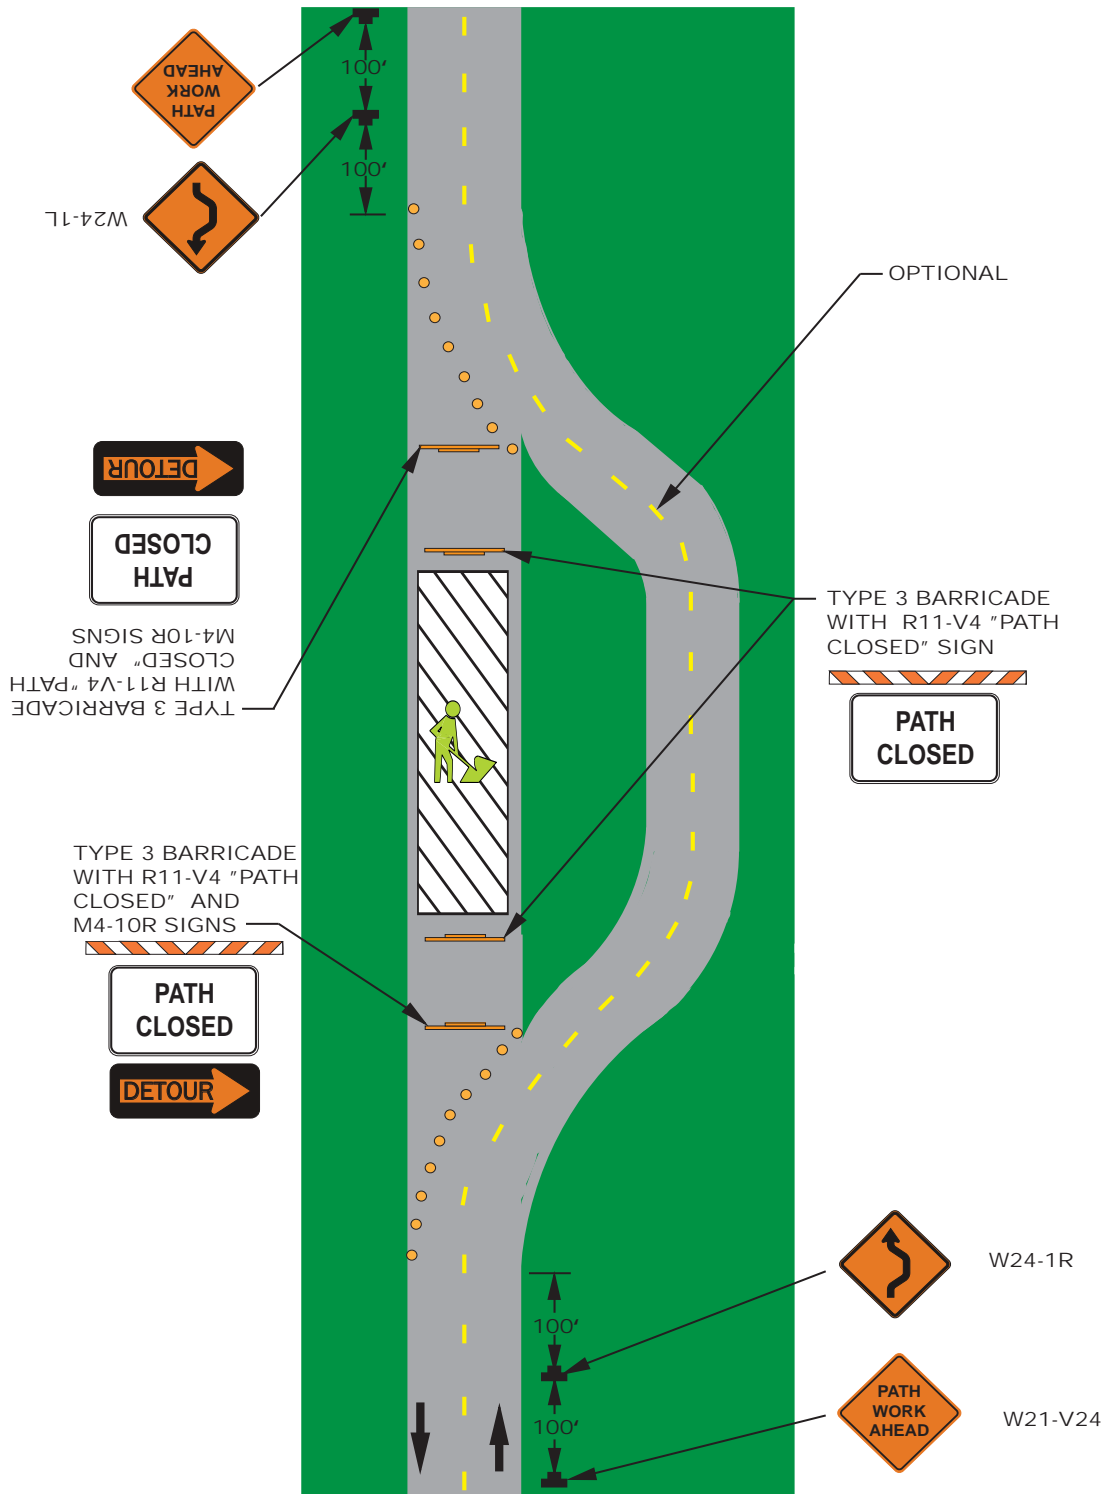 100'
PATH
WORK
AHEAD
100'
W24-1L
OPTIONAL
DETOUR
PATH
CLOSED
TYPE 3 BARRICADE
WITH R11-V4 "PATH
CLOSED" AND
M4-10R SIGNS
TYPE 3 BARRICADE
WITH R11-V4 "PATH
CLOSED" SIGN
PATH
CLOSED
TYPE 3 BARRICADE
WITH R11-V4 "PATH
CLOSED" AND
M4-10R SIGNS
PATH
CLOSED
DETOUR
W24-1R
100'
100'
PATH
WORK
AHEAD
W21-V24